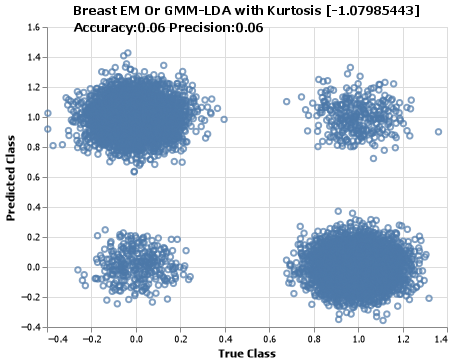 Breast EM Or GMM-LDA with Kurtosis [-1.07985443]
Accuracy:0.06 Precision:0.06
1.6
1.4
1.2
1.0
0.8
0.6
0.4
0.2
0.0
−0.2
−0.4
Predicted Class
−0.4 −0.2 0.0 0.2 0.4 0.6 0.8 1.0 1.2 1.4
True Class